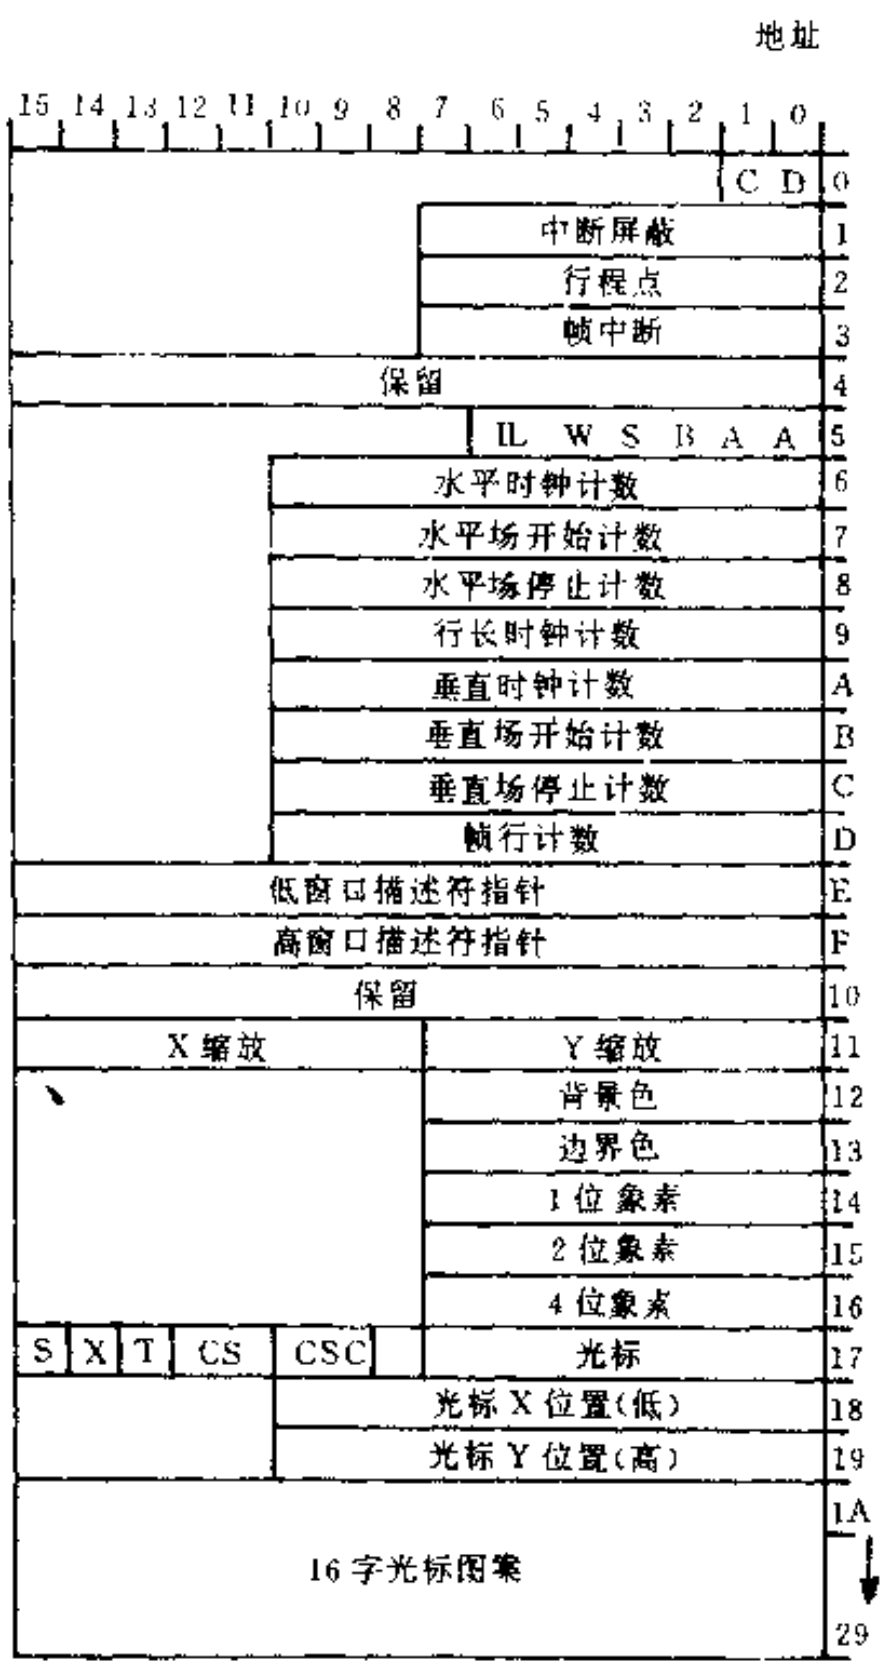 地址
15 14 13 12 11 10 9 8 7 6 5 4 3 2 1 0
C D 0
中断屏蔽 1
行程点 2
帧中断 3
保留 4
IL W S B A A 5
水平时钟计数 6
水平场开始计数 7
水平场停止计数 8
行长时钟计数 9
垂直时钟计数 A
垂直场开始计数 B
垂直场停止计数 C
帧行计数 D
低窗口描述符指针 E
高窗口描述符指针 F
保留 10
X缩放 Y缩放 11
背景色 12
边界色 13
1位象素 14
2位象素 15
4位象素 16
S X T CS CSC 光标 17
光标X位置(低) 18
光标Y位置(高) 19
1A
16字光标图案
29